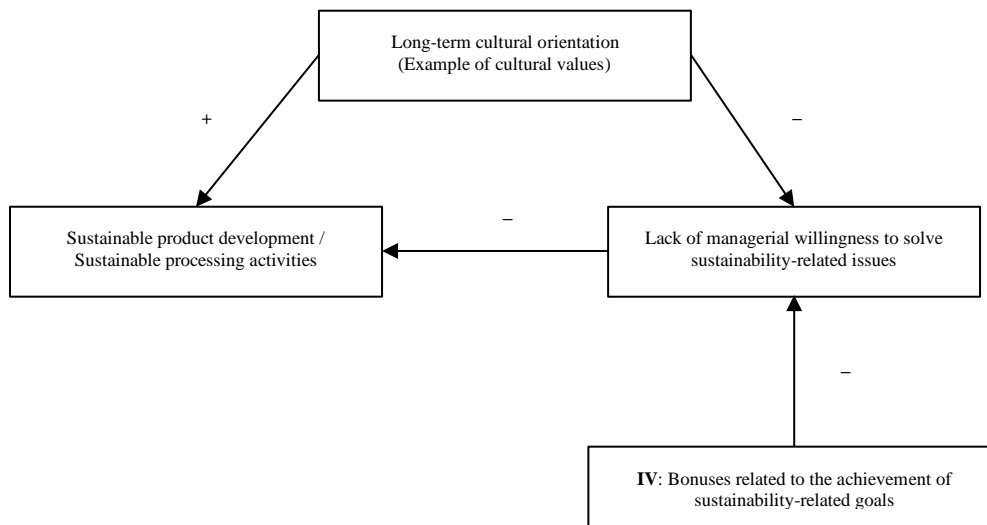 Long-term cultural orientation
(Example of cultural values)
+
–
Sustainable product development /
Sustainable processing activities
–
Lack of managerial willingness to solve
sustainability-related issues
–
IV: Bonuses related to the achievement of
sustainability-related goals